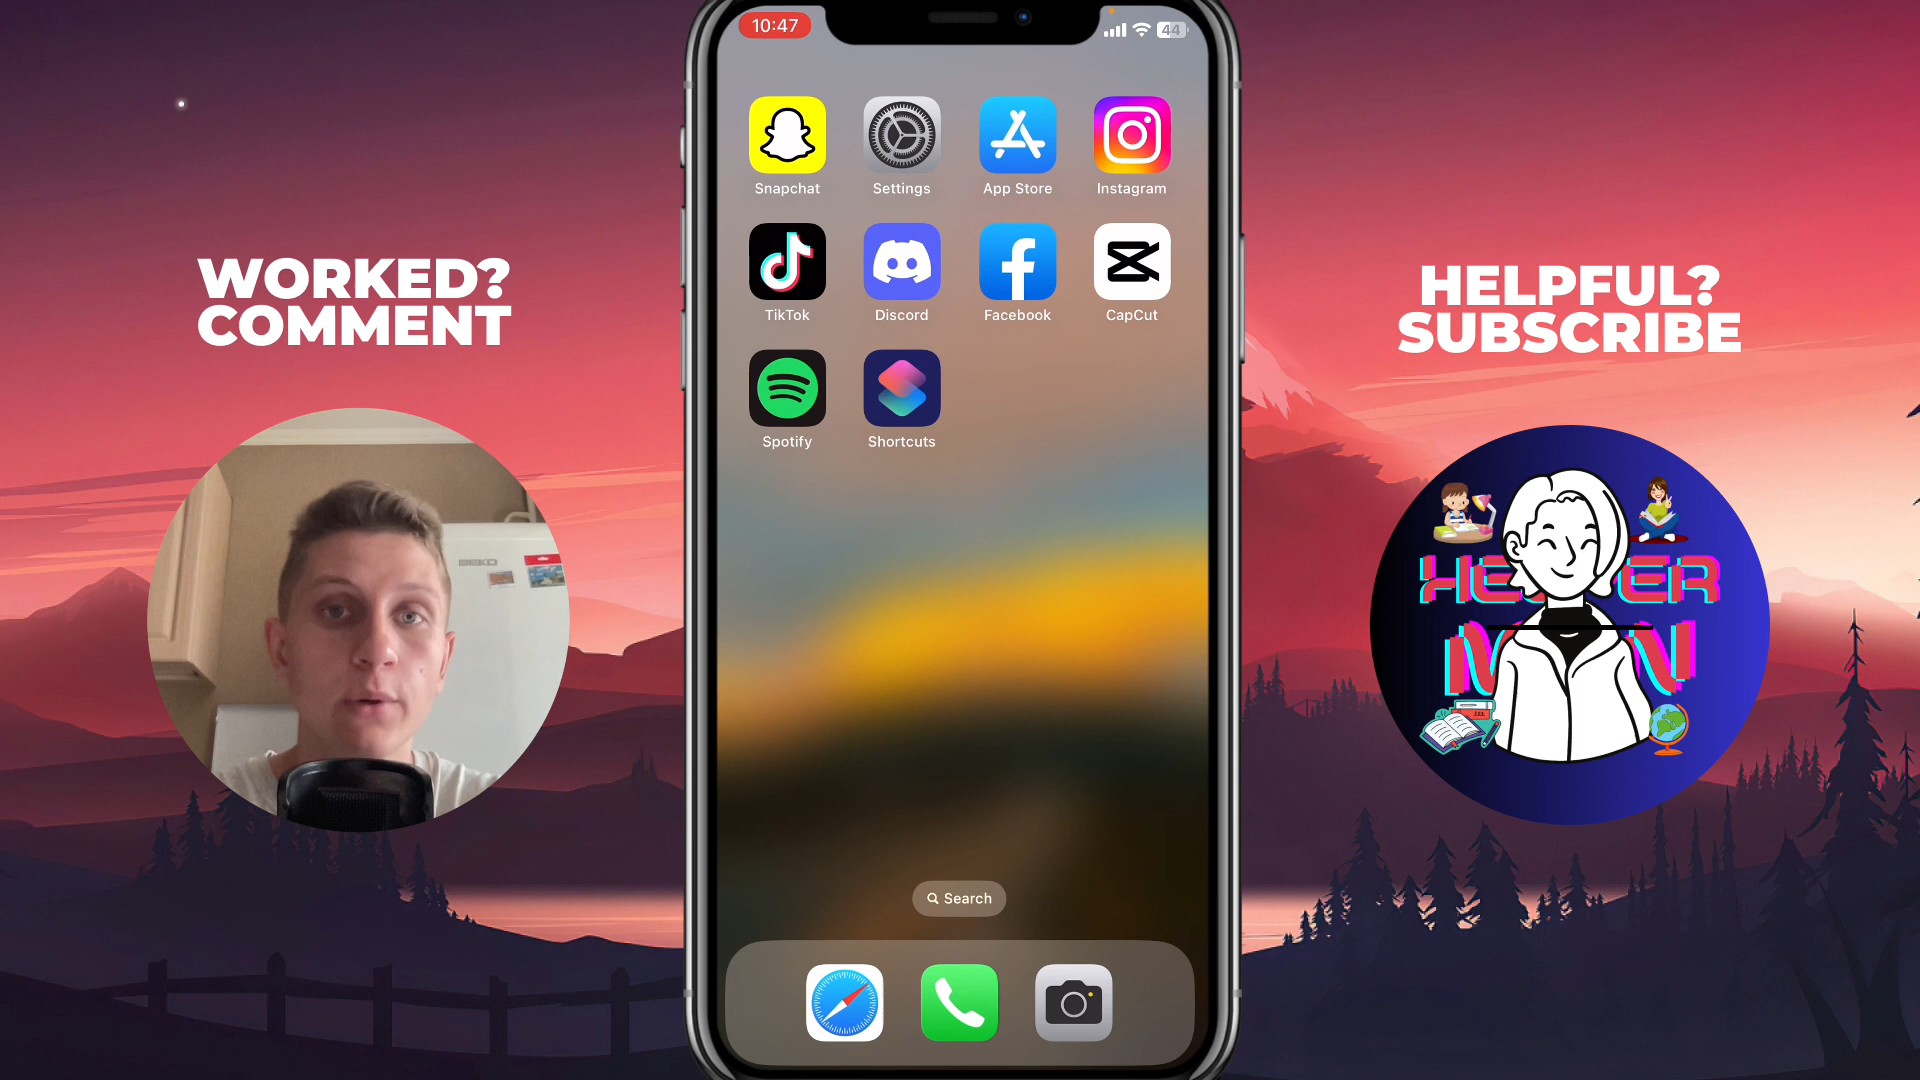 10:47
44
Snapchat
Settings
App Store
Instagram
TikTok
Discord
Facebook
CapCut
Spotify
Shortcuts
Search
WORKED?
COMMENT
HELPFUL?
SUBSCRIBE
BEKO